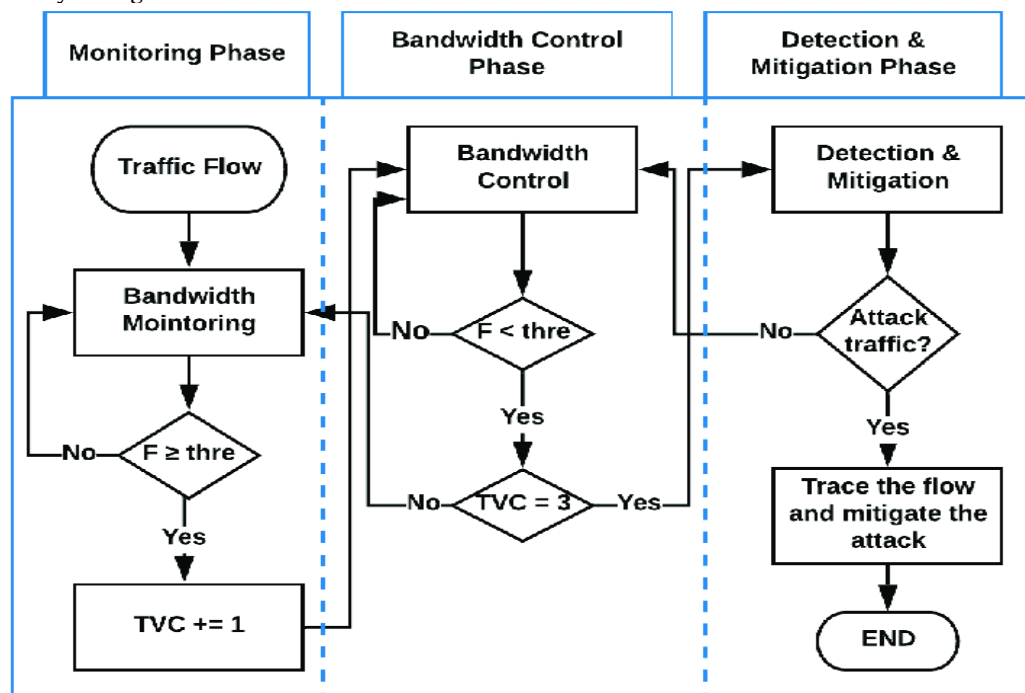 Monitoring Phase
Bandwidth Control
Phase
Detection &
Mitigation Phase
Traffic Flow
Bandwidth
Mointoring
No
F ≥ thre
Yes
TVC += 1
Bandwidth
Control
No
F < thre
Yes
No
TVC = 3
Yes
Detection &
Mitigation
No
Attack
traffic?
Yes
Trace the flow
and mitigate the
attack
END